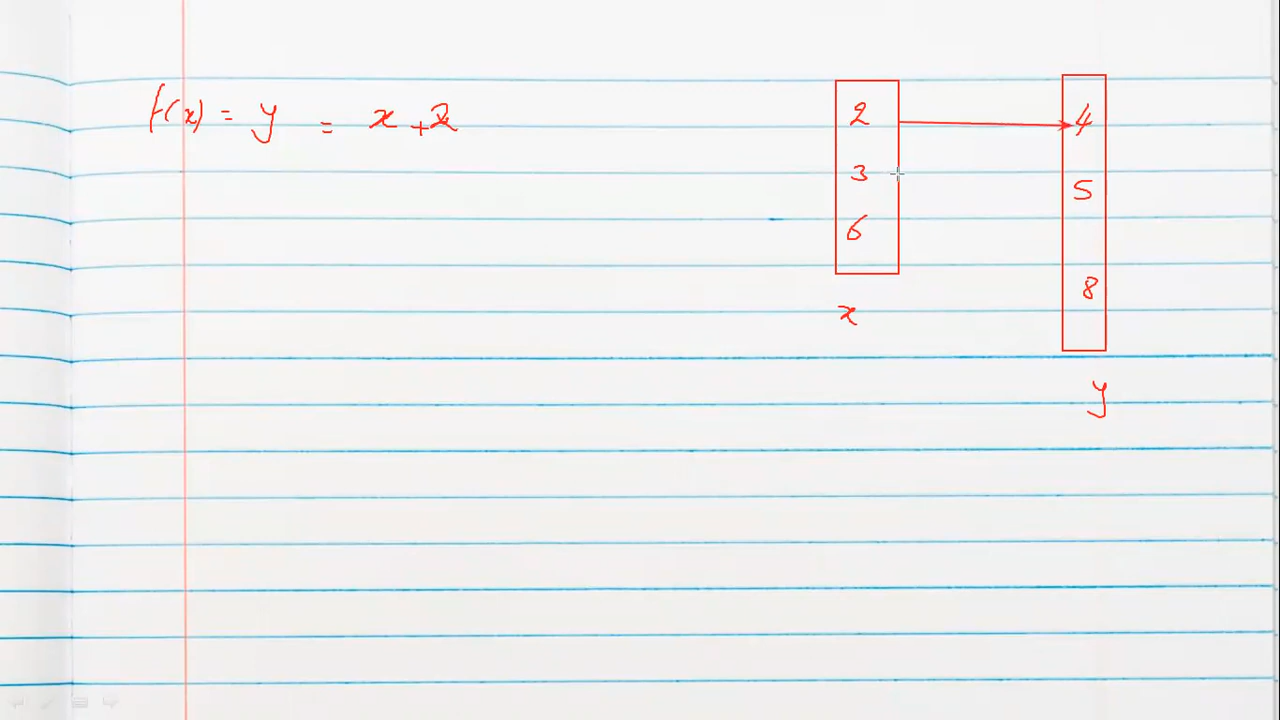 f(x) = y = x + 2
2
3
6
x
4
5
8
y